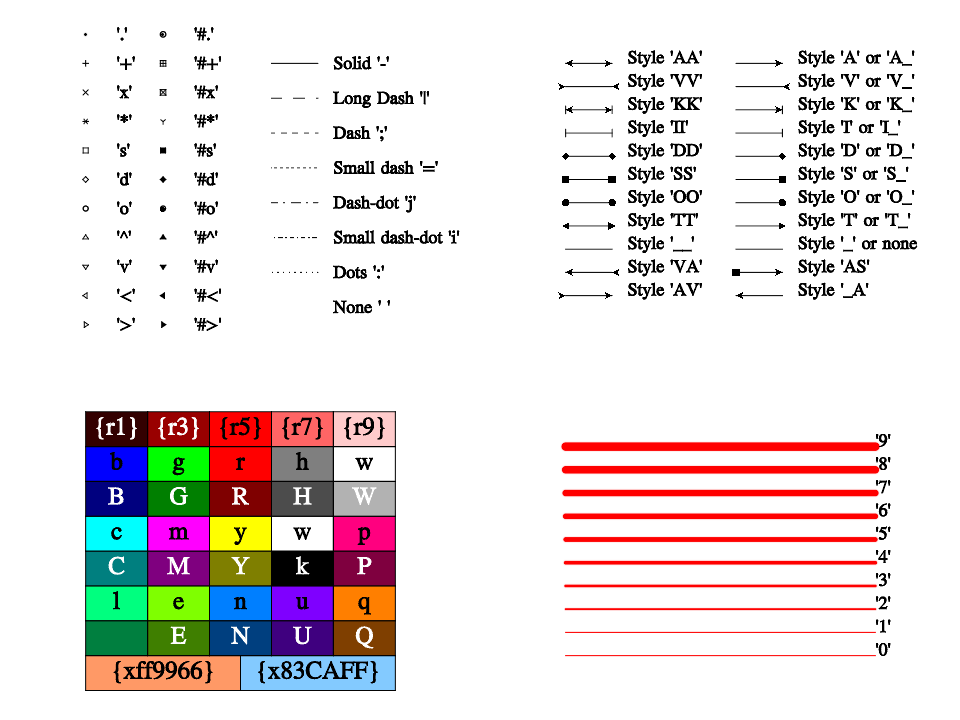 '.' '#.'
'+' '#+'
'x' '#x'
'*' '#*'
's' '#s'
'd' '#d'
'o' '#o'
'^' '#^'
'v' '#v'
'<' '#<'
'>' '#>'
Solid '-'
Long Dash '|'
Dash ';'
Small dash '='
Dash-dot 'j'
Small dash-dot 'i'
Dots ':'
None ' '
Style 'AA' Style 'A' or 'A_'
Style 'VV' Style 'V' or 'V_'
Style 'KK' Style 'K' or 'K_'
Style 'II' Style 'I' or 'I_'
Style 'DD' Style 'D' or 'D_'
Style 'SS' Style 'S' or 'S_'
Style 'OO' Style 'O' or 'O_'
Style 'TT' Style 'T' or 'T_'
Style '__' Style '_' or none
Style 'VA' Style 'AS'
Style 'AV' Style '_A'
{r1} {r3} {r5} {r7} {r9}
b g r h w
B G R H W
c m y w p
C M Y k P
l e n u q
E N U Q
{xff9966} {x83CAFF}
'9'
'8'
'7'
'6'
'5'
'4'
'3'
'2'
'1'
'0'